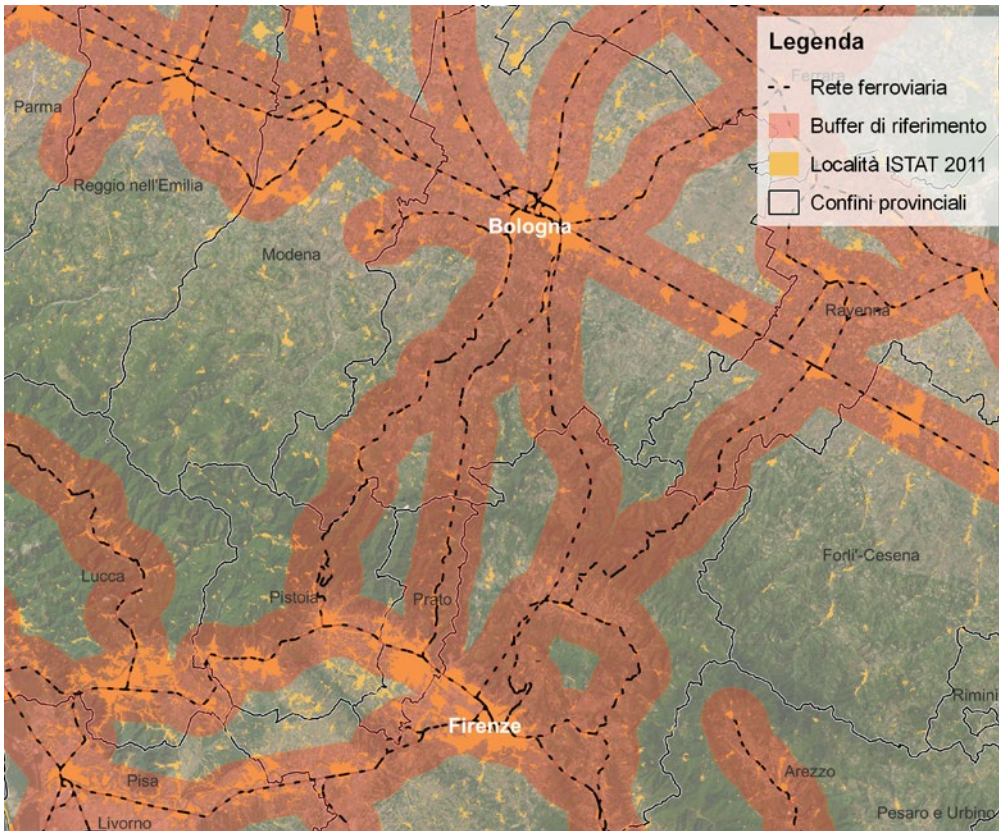 Legenda
Rete ferroviaria
Buffer di riferimento
Località ISTAT 2011
Confini provinciali
Ferrara
Parma
Reggio nell'Emilia
Bologna
Modena
Ravenna
Forli'-Cesena
Lucca
Pistoia
Prato
Rimini
Firenze
Arezzo
Pisa
Pesaro e Urbino
Livorno